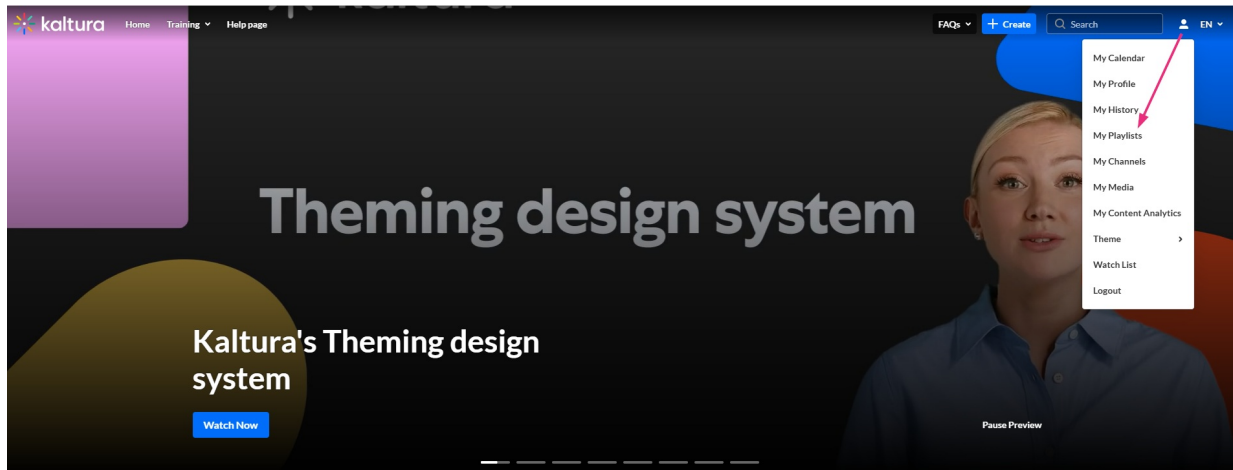 kaltura Home Training Help page FAQs + Create Search EN
My Calendar
My Profile
My History
My Playlists
My Channels
My Media
My Content Analytics
Theme
Watch List
Logout
Theming design system
Kaltura's Theming design
system
Watch Now
Pause Preview